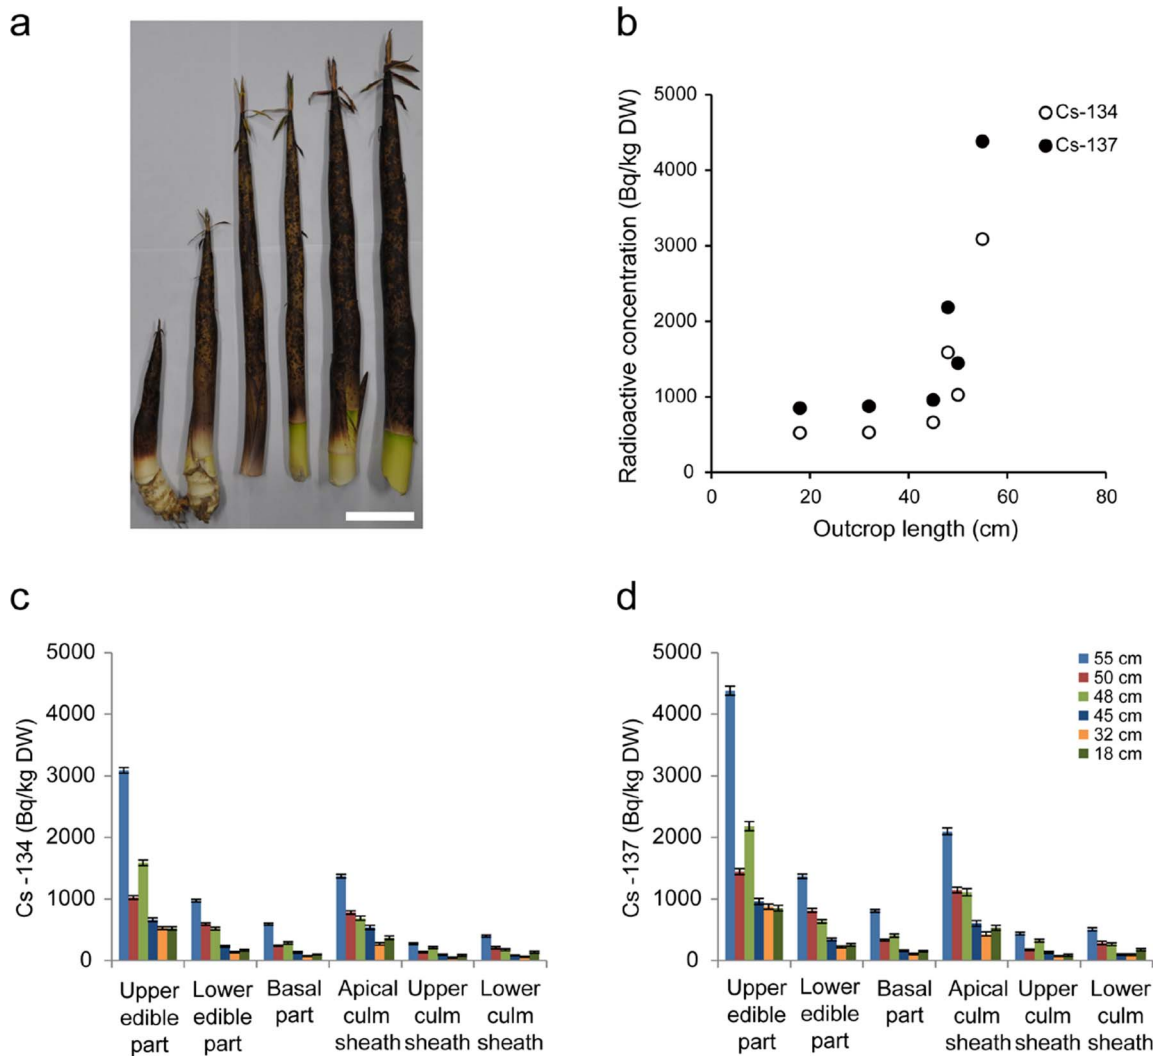 a
b
Radioactive concentration (Bq/kg DW)
5000
4000
3000
2000
1000
0
0 20 40 60 80
Outcrop length (cm)
Cs-134
Cs-137
c
Cs -134 (Bq/kg DW)
5000
4000
3000
2000
1000
0
Upper edible part
Lower edible part
Basal part
Apical culm sheath
Upper culm sheath
Lower culm sheath
d
Cs -137 (Bq/kg DW)
5000
4000
3000
2000
1000
0
55 cm
50 cm
48 cm
45 cm
32 cm
18 cm
Upper edible part
Lower edible part
Basal part
Apical culm sheath
Upper culm sheath
Lower culm sheath